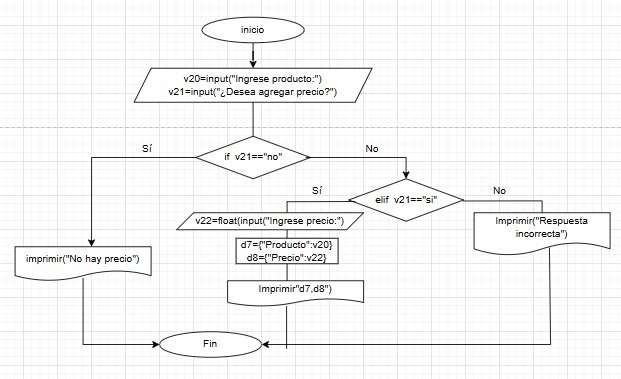 inicio
v20=input("Ingrese producto:")
v21=input("¿Desea agregar precio?")
Sí
if v21=="no"
No
Sí
elif v21=="si"
No
v22=float(input("Ingrese precio:")
Imprimir("Respuesta
incorrecta")
imprimir("No hay precio")
d7={"Producto":v20}
d8={"Precio":v22}
Imprimir"d7,d8")
Fin